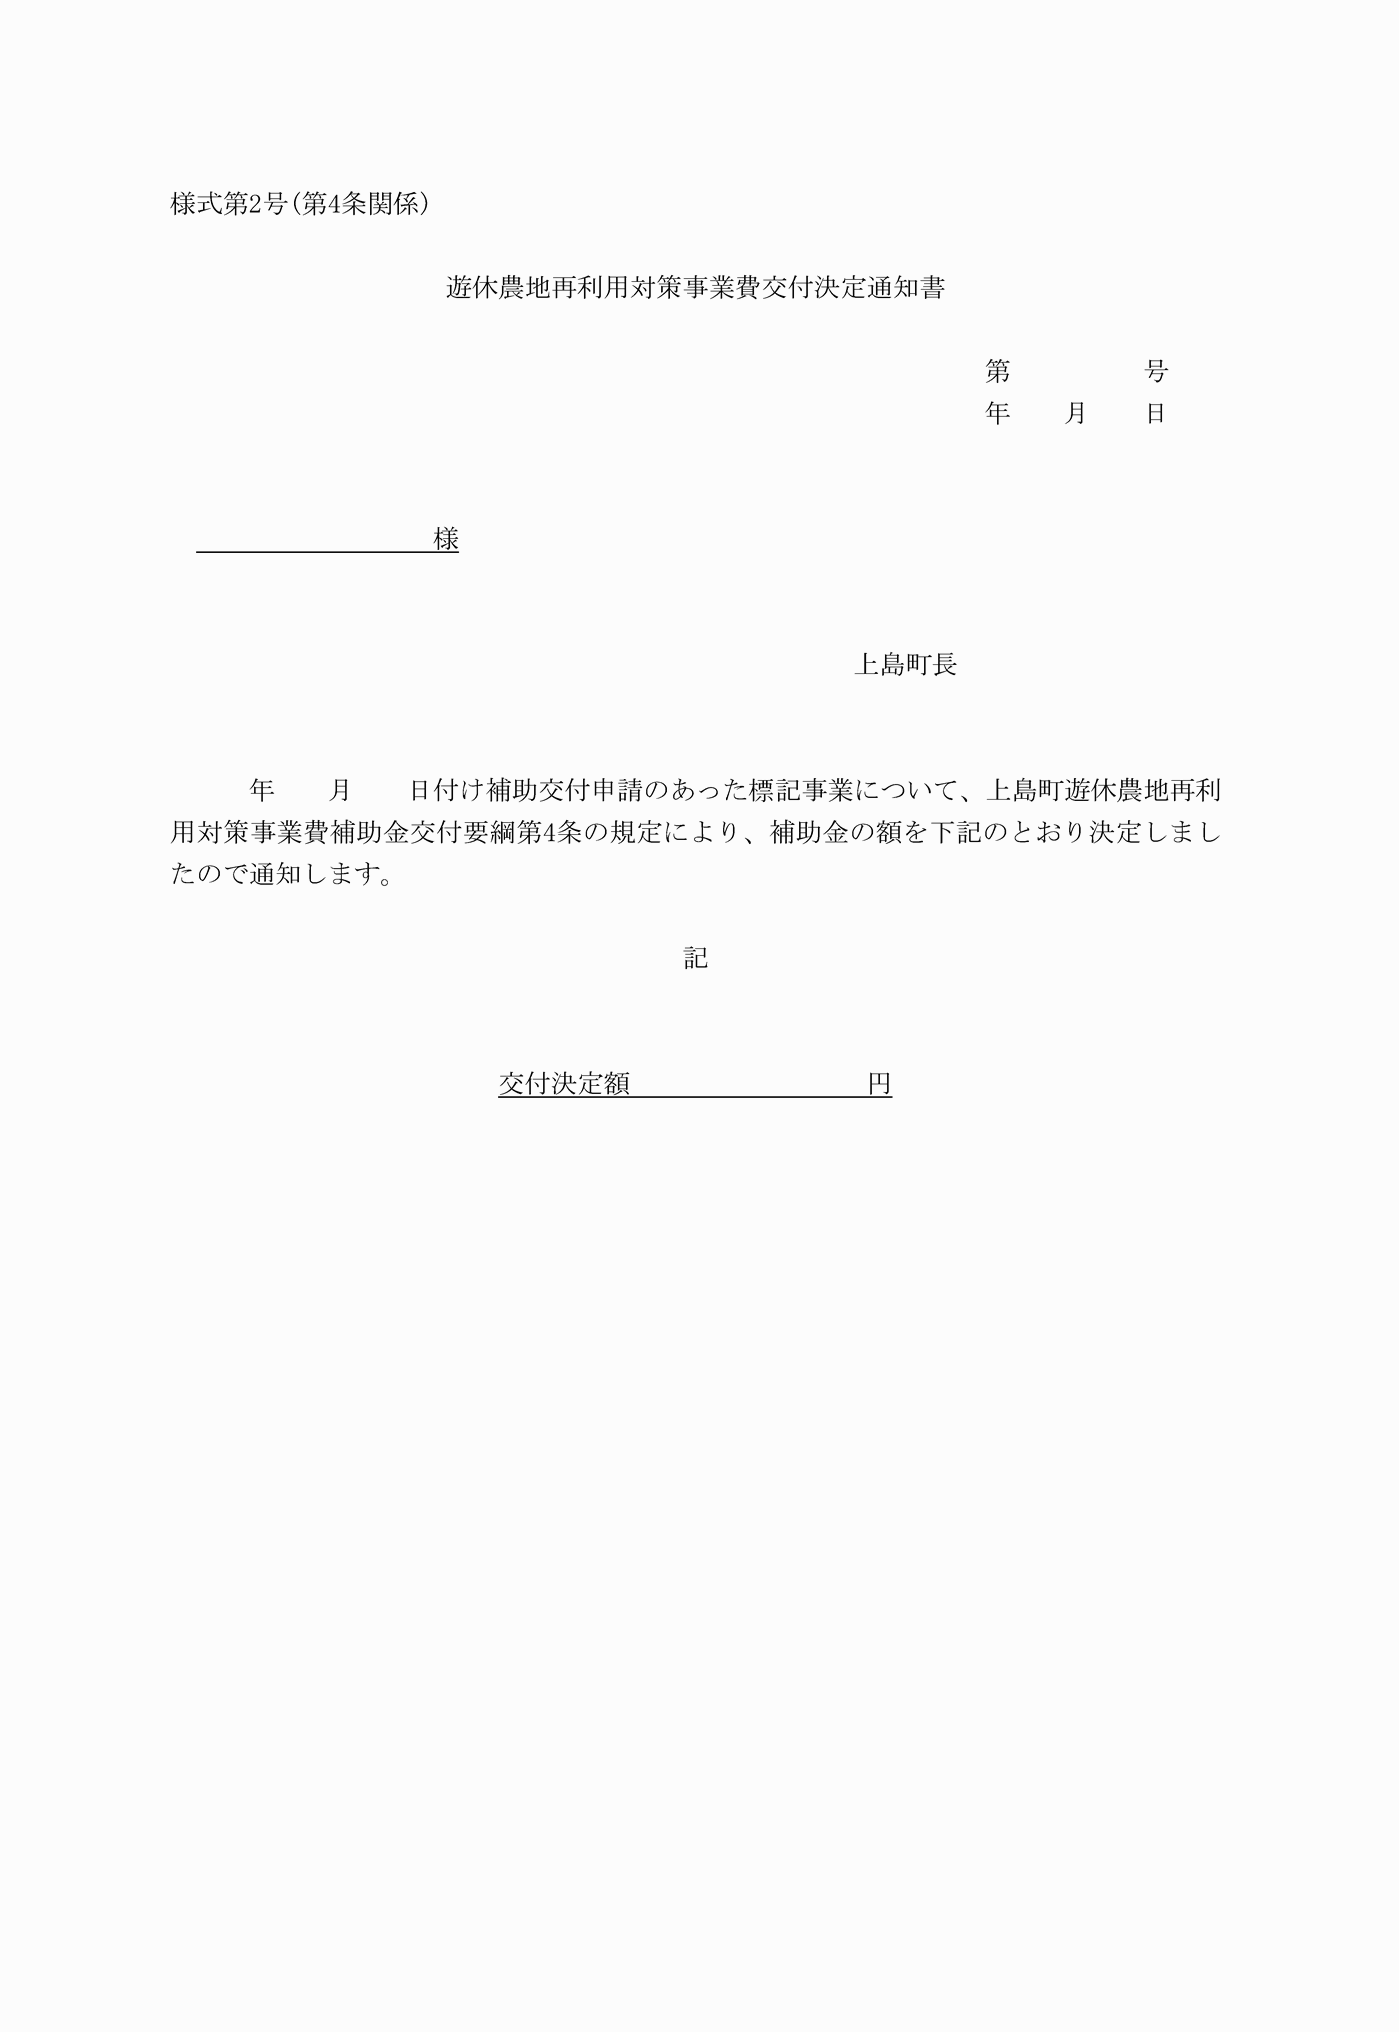 様式第2号(第4条関係)
遊休農地再利用対策事業費交付決定通知書
第　　　　　号
年　　月　　日
様
上島町長
年　　月　　日付け補助交付申請のあった標記事業について、上島町遊休農地再利
用対策事業費補助金交付要綱第4条の規定により、補助金の額を下記のとおり決定しまし
たので通知します。
記
交付決定額　　　　　　　　　円